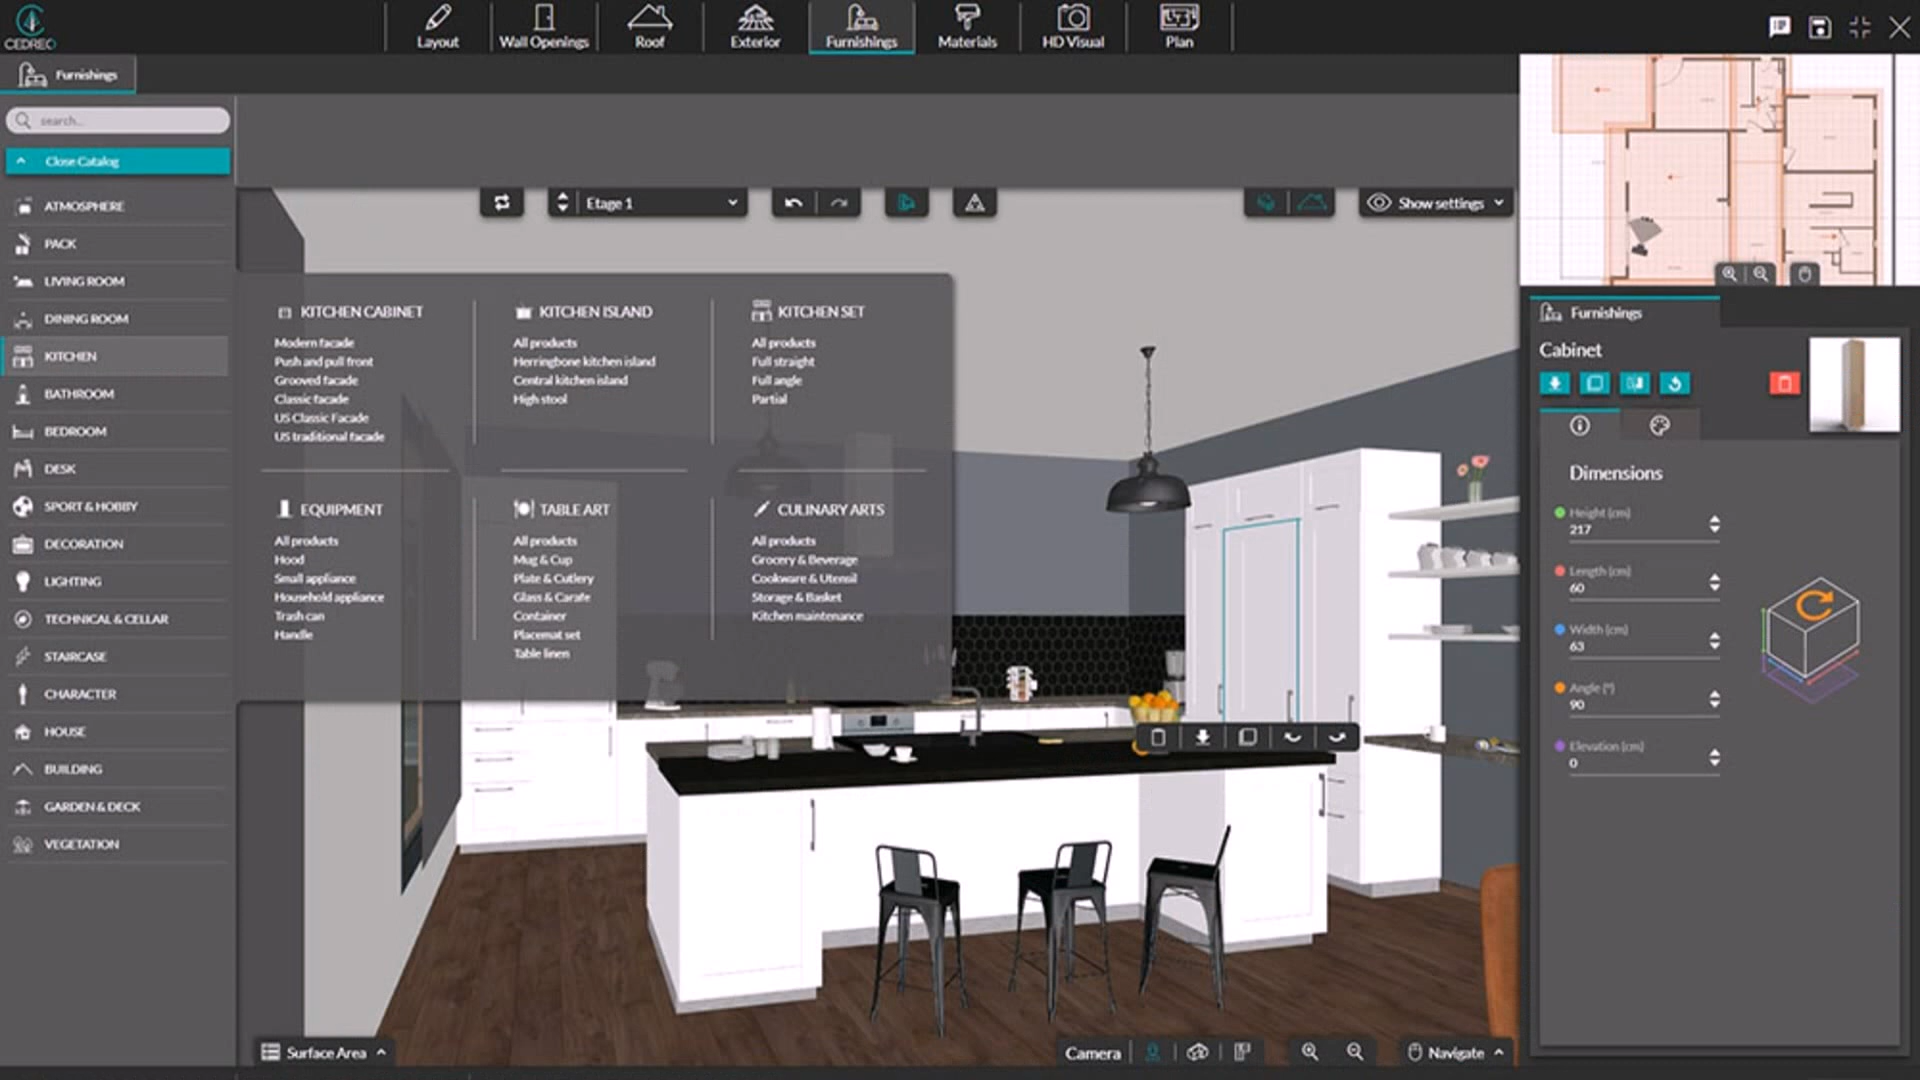 CEDREO
Layout
Wall Openings
Roof
Exterior
Furnishings
Materials
HD Visual
Plan
Furnishings
search...
Close Catalog
ATMOSPHERE
PACK
LIVING ROOM
DINING ROOM
KITCHEN
BATHROOM
BEDROOM
DESK
SPORT & HOBBY
DECORATION
LIGHTING
TECHNICAL & CELLAR
STAIRCASE
CHARACTER
HOUSE
BUILDING
GARDEN & DECK
VEGETATION
Etage 1
Show settings
KITCHEN CABINET
Modern facade
Push and pull front
Grooved facade
Classic facade
US Classic Facade
US traditional facade
KITCHEN ISLAND
All products
Herringbone kitchen island
Central kitchen island
High stool
KITCHEN SET
All products
Full straight
Full angle
Partial
EQUIPMENT
All products
Hood
Small appliance
Household appliance
Trash can
Handle
TABLE ART
All products
Mug & Cup
Plate & Cutlery
Glass & Carafe
Container
Placemat set
Table linen
CULINARY ARTS
All products
Grocery & Beverage
Cookware & Utensil
Storage & Basket
Kitchen maintenance
Surface Area
Camera
Navigate
Furnishings
Cabinet
Dimensions
Height (cm)
217
Length (cm)
60
Width (cm)
63
Angle (°)
90
Elevation (cm)
0